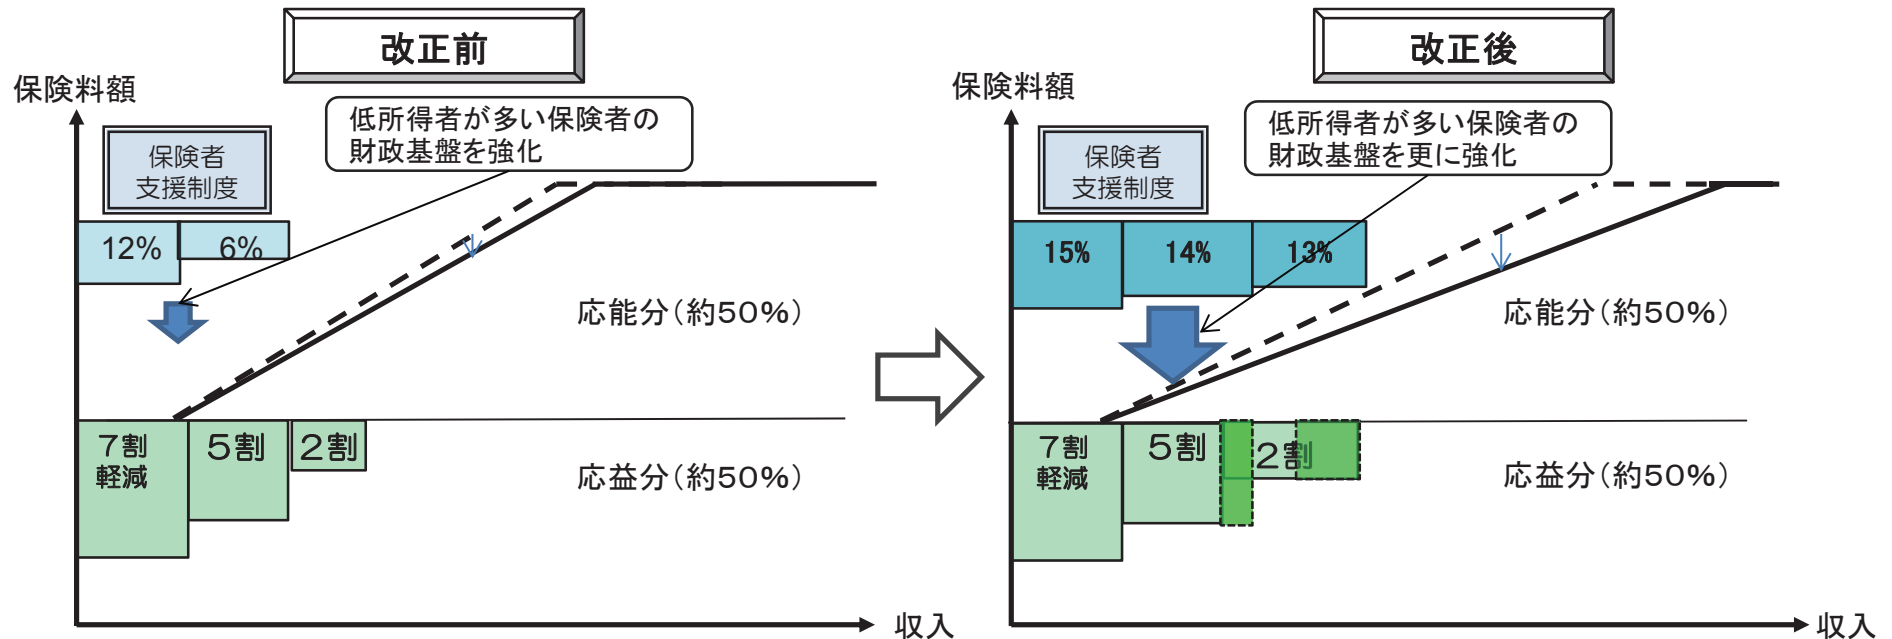 改正前
保険料額
低所得者が多い保険者の
財政基盤を強化
保険者
支援制度
12%
6%
応能分（約50%）
7割
軽減
5割
2割
応益分（約50%）
収入
改正後
保険料額
低所得者が多い保険者の
財政基盤を更に強化
保険者
支援制度
15%
14%
13%
応能分（約50%）
7割
軽減
5割
2割
応益分（約50%）
収入